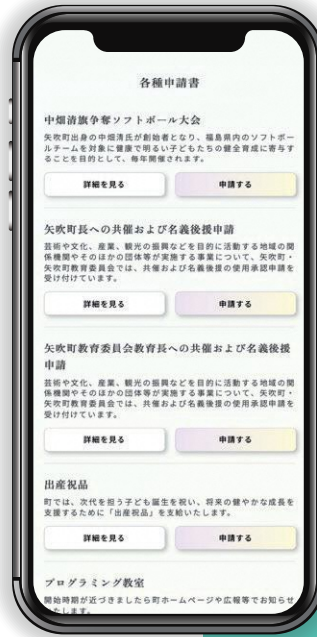 各種申請書
中畑清旗争奪ソフトボール大会
矢吹町出身の中畑清氏が創始者となり、福島県内のソフトボー
ルチームを対象に健康で明るい子どもたちの健全育成に寄与す
ることを目的として、毎年開催されます。
詳細を見る 申請する
矢吹町長への共催および名義後援申請
芸術や文化、産業、観光の振興などを目的に活動する地域の関
係機関やそのほかの団体等が実施する事業について、矢吹町・
矢吹町教育委員会では、共催および名義後援の使用承認申請を
受け付けています。
詳細を見る 申請する
矢吹町教育委員会教育長への共催および名義後援
申請
芸術や文化、産業、観光の振興などを目的に活動する地域の関
係機関やそのほかの団体等が実施する事業について、矢吹町・
矢吹町教育委員会では、共催および名義後援の使用承認申請を
受け付けています。
詳細を見る 申請する
出産祝品
町では、次代を担う子ども誕生を祝い、将来の健やかな成長を
支援するために「出産祝品」を支給いたします。
詳細を見る 申請する
プログラミング教室
開始時期が近づきましたら町ホームページや広報等でお知らせ
いたします。